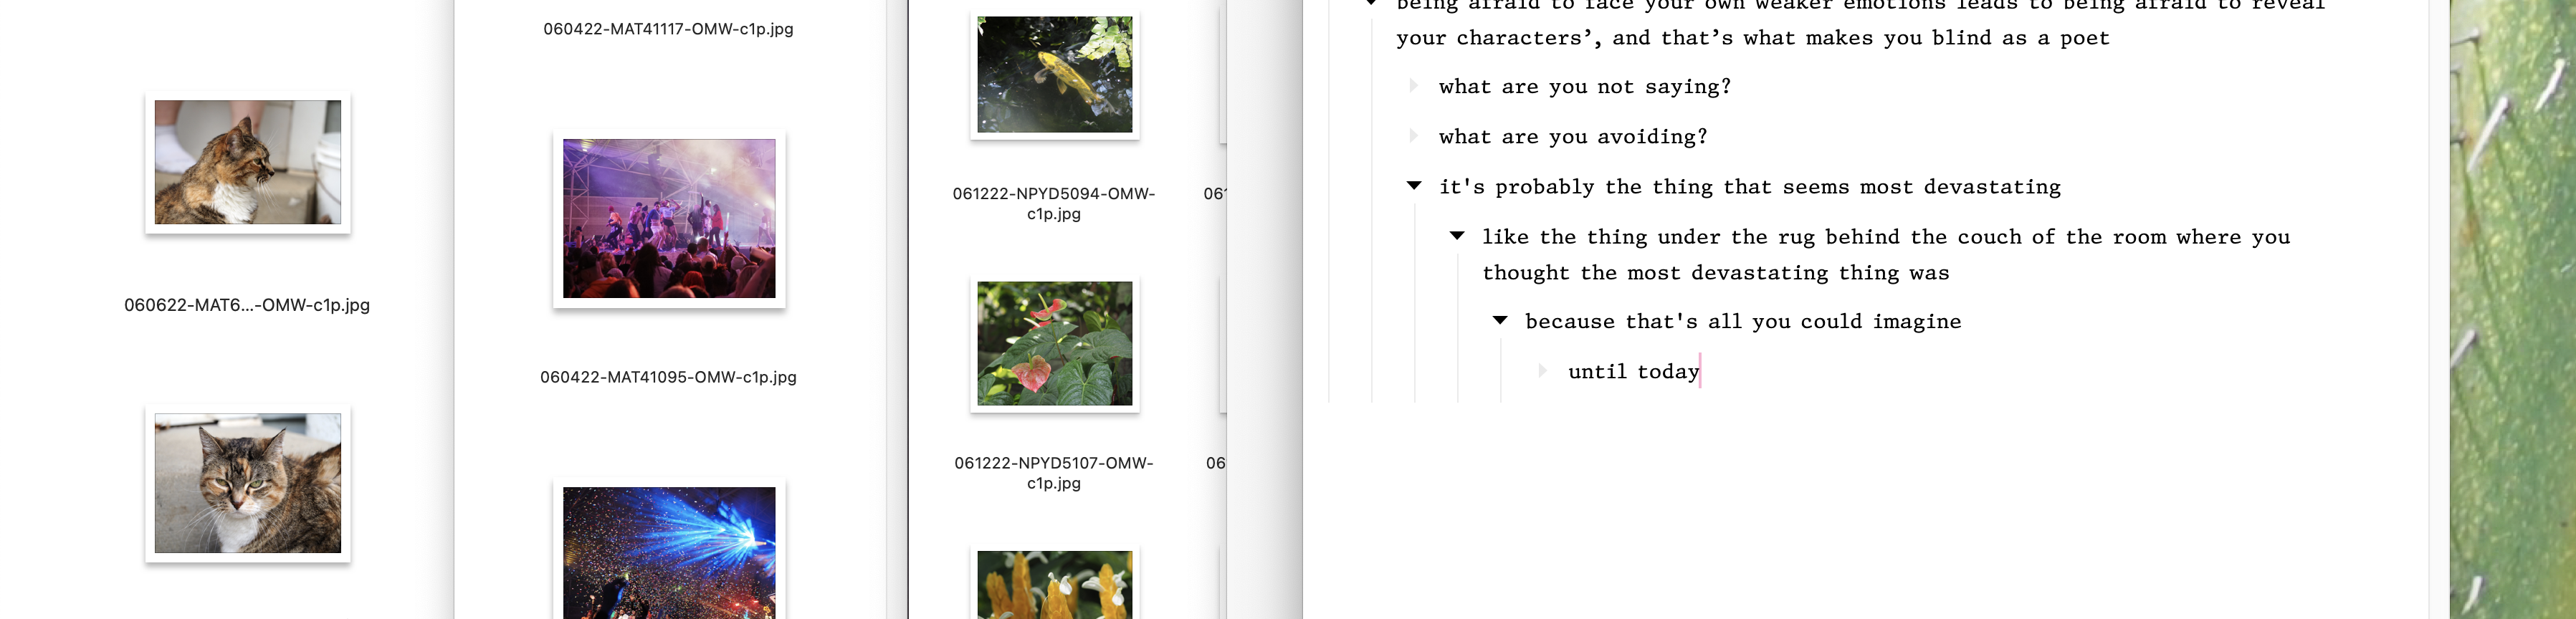 060622-MAT6...-OMW-c1p.jpg
060422-MAT41117-OMW-c1p.jpg
060422-MAT41095-OMW-c1p.jpg
061222-NPYD5094-OMW-
c1p.jpg
061
061222-NPYD5107-OMW-
c1p.jpg
06
being afraid to face your own weaker emotions leads to being afraid to reveal
your characters’, and that’s what makes you blind as a poet
what are you not saying?
what are you avoiding?
it's probably the thing that seems most devastating
like the thing under the rug behind the couch of the room where you
thought the most devastating thing was
because that's all you could imagine
until today